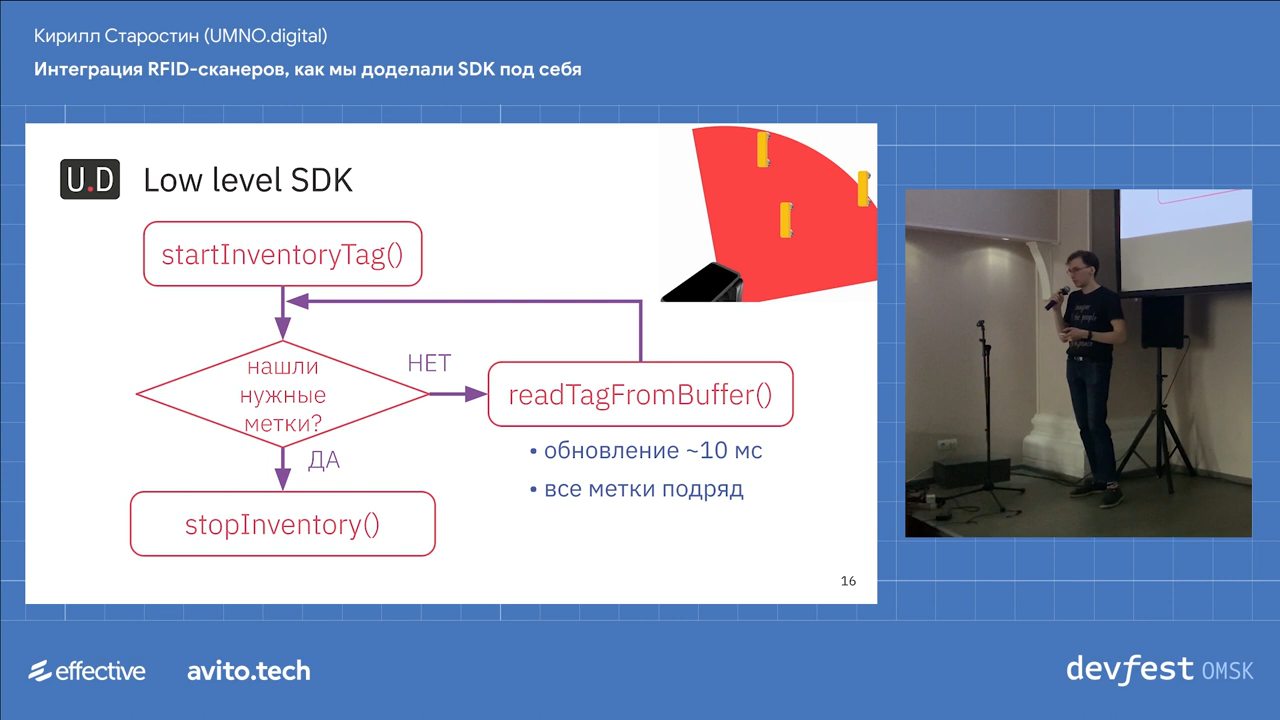 Кирилл Старостин (UMNO.digital)
Интеграция RFID-сканеров, как мы доделали SDK под себя
U.D
Low level SDK
startInventoryTag()
нашли
нужные
метки?
НЕТ
readTagFromBuffer()
• обновление ~10 мс
• все метки подряд
ДА
stopInventory()
16
effective
avito.tech
devfest OMSK